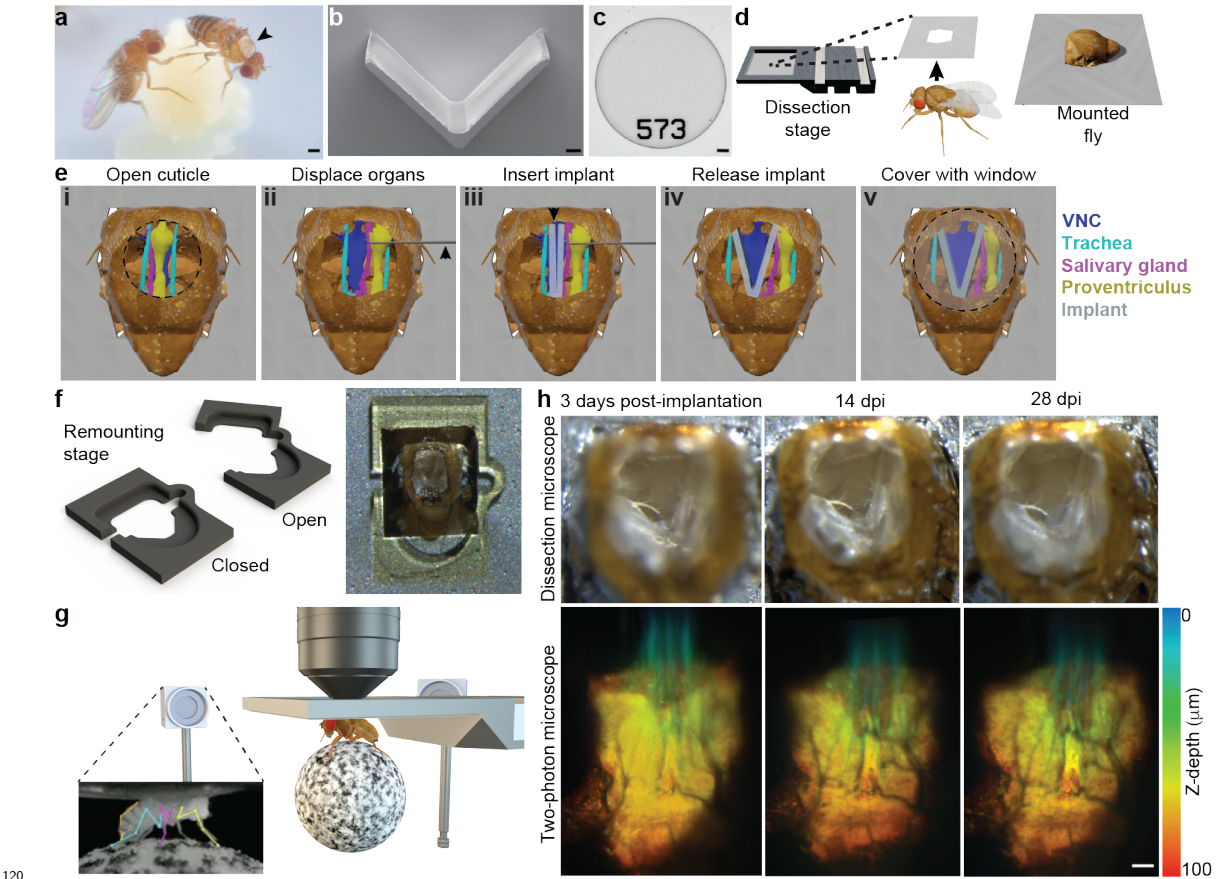 a
b
c
573
d
Dissection
stage
Mounted
fly
e
Open cuticle
Displace organs
Insert implant
Release implant
Cover with window
i
ii
iii
iv
v
VNC
Trachea
Salivary gland
Proventriculus
Implant
f
Remounting
stage
Open
Closed
g
h
3 days post-implantation
14 dpi
28 dpi
Dissection microscope
Two-photon microscope
0
Z-depth (μm)
100
120